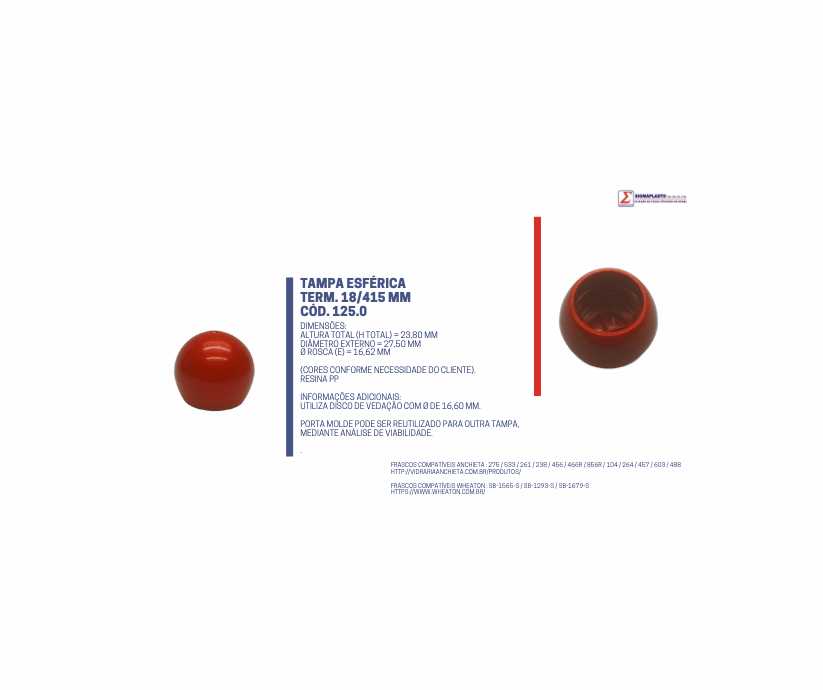 SIGMAPLASTH
TAMPA ESFÉRICA
TERM. 18/415 MM
CÓD. 125.0
DIMENSÕES:
ALTURA TOTAL (H TOTAL) = 23,80 MM
DIÂMETRO EXTERNO = 27,50 MM
Ø ROSCA (E) = 16,62 MM
(CORES CONFORME NECESSIDADE DO CLIENTE).
RESINA PP
INFORMAÇÕES ADICIONAIS:
UTILIZA DISCO DE VEDAÇÃO COM Ø DE 16,60 MM.
PORTA MOLDE PODE SER REUTILIZADO PARA OUTRA TAMPA,
MEDIANTE ANÁLISE DE VIABILIDADE.
.
FRASCOS COMPATÍVEIS ANCHIETA : 275 / 533 / 261 / 238 / 456 / 466R / 856R / 104 / 264 / 457 / 603 / 488
HTTP://VIDRARIAANCHIETA.COM.BR/PRODUTOS/
FRASCOS COMPATÍVEIS WHEATON : SB-1565-S / SB-1293-S / SB-1679-S
HTTPS://WWW.WHEATON.COM.BR/